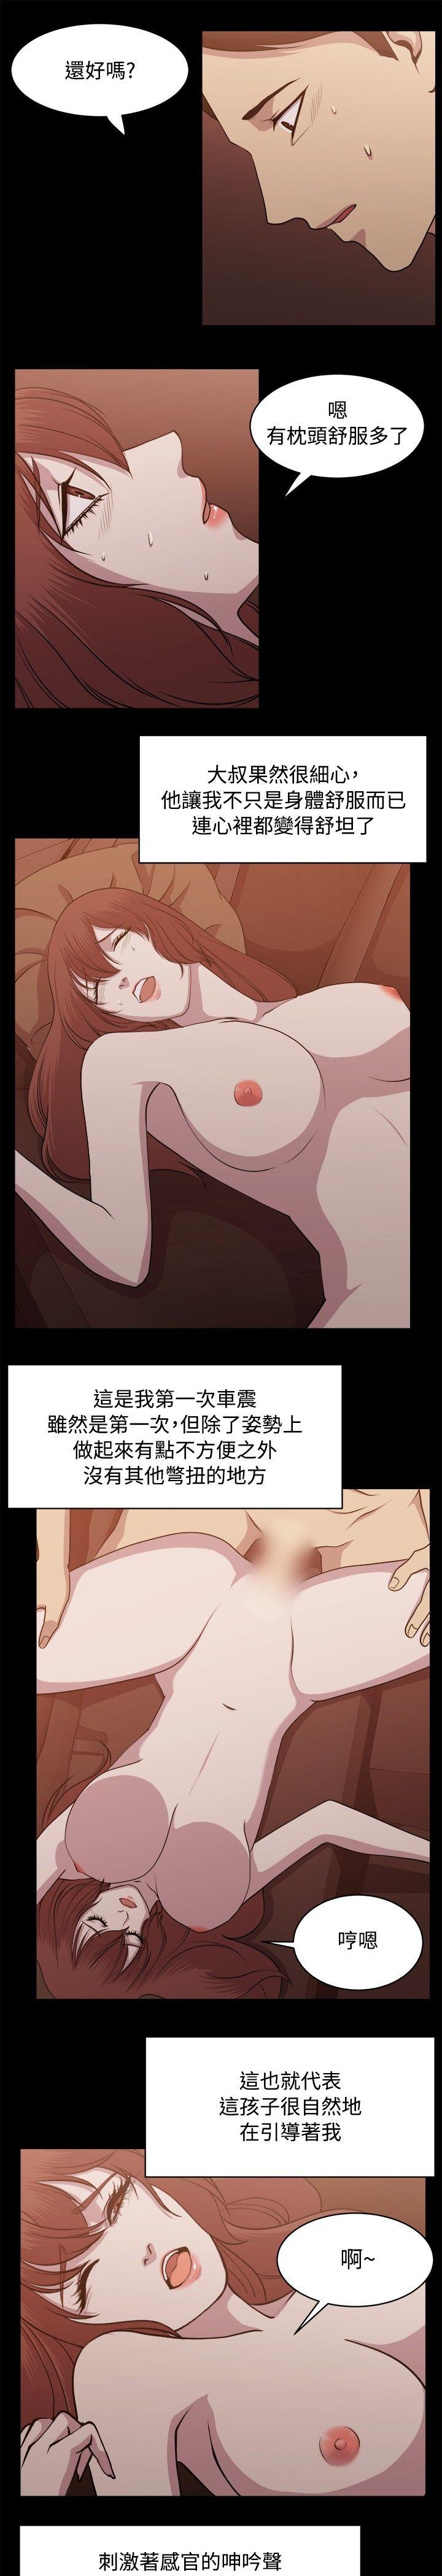 還好嗎?
嗯
有枕頭舒服多了
大叔果然很細心,
他讓我不只是身體舒服而已
連心裡都變得舒坦了
這是我第一次車震
雖然是第一次,但除了姿勢上
做起來有點不方便之外
沒有其他彆扭的地方
哼嗯
這也就代表
這孩子很自然地
在引導著我
啊~
刺激著感官的呻吟聲